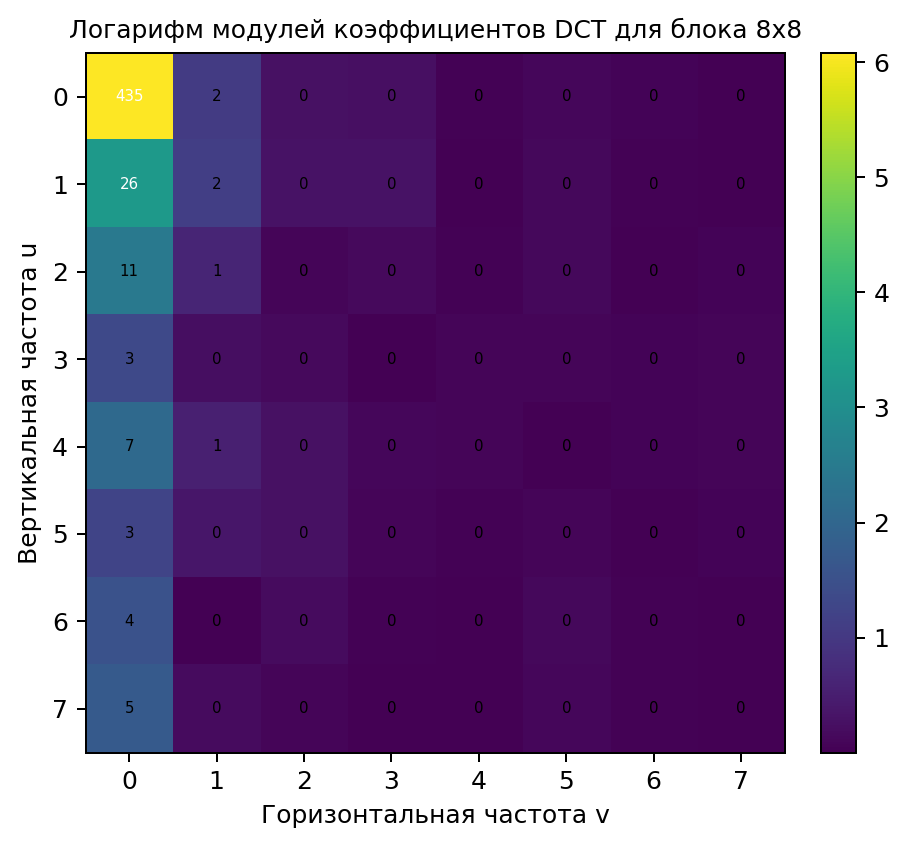 Логарифм модулей коэффициентов DCT для блока 8x8
0 435 2 0 0 0 0 0 0
1 26 2 0 0 0 0 0 0
2 11 1 0 0 0 0 0 0
3 3 0 0 0 0 0 0 0
4 7 1 0 0 0 0 0 0
5 3 0 0 0 0 0 0 0
6 4 0 0 0 0 0 0 0
7 5 0 0 0 0 0 0 0
0 1 2 3 4 5 6 7
Горизонтальная частота v
Вертикальная частота u
6
5
4
3
2
1